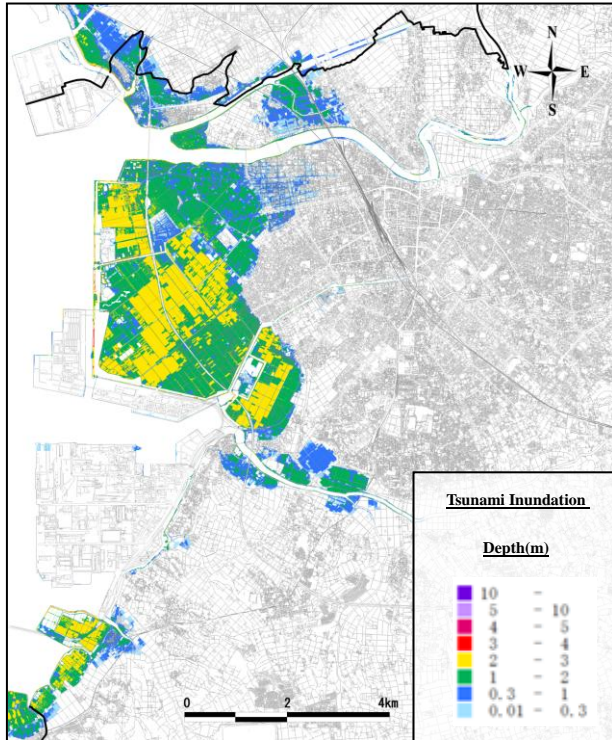 N
W E
S
Tsunami Inundation
Depth(m)
10 -
5 - 10
4 - 5
3 - 4
2 - 3
1 - 2
0.3 - 1
0.01 - 0.3
0 2 4km